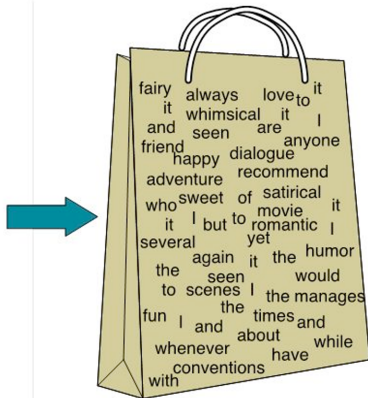 fairy always love to it
it whimsical it I
and seen are anyone
friend happy dialogue
adventure recommend
who sweet of satirical it
it I but to movie romantic I
several yet
again it the humor
the seen would
to scenes I the manages
fun I the times and
and about while
whenever have
conventions
with